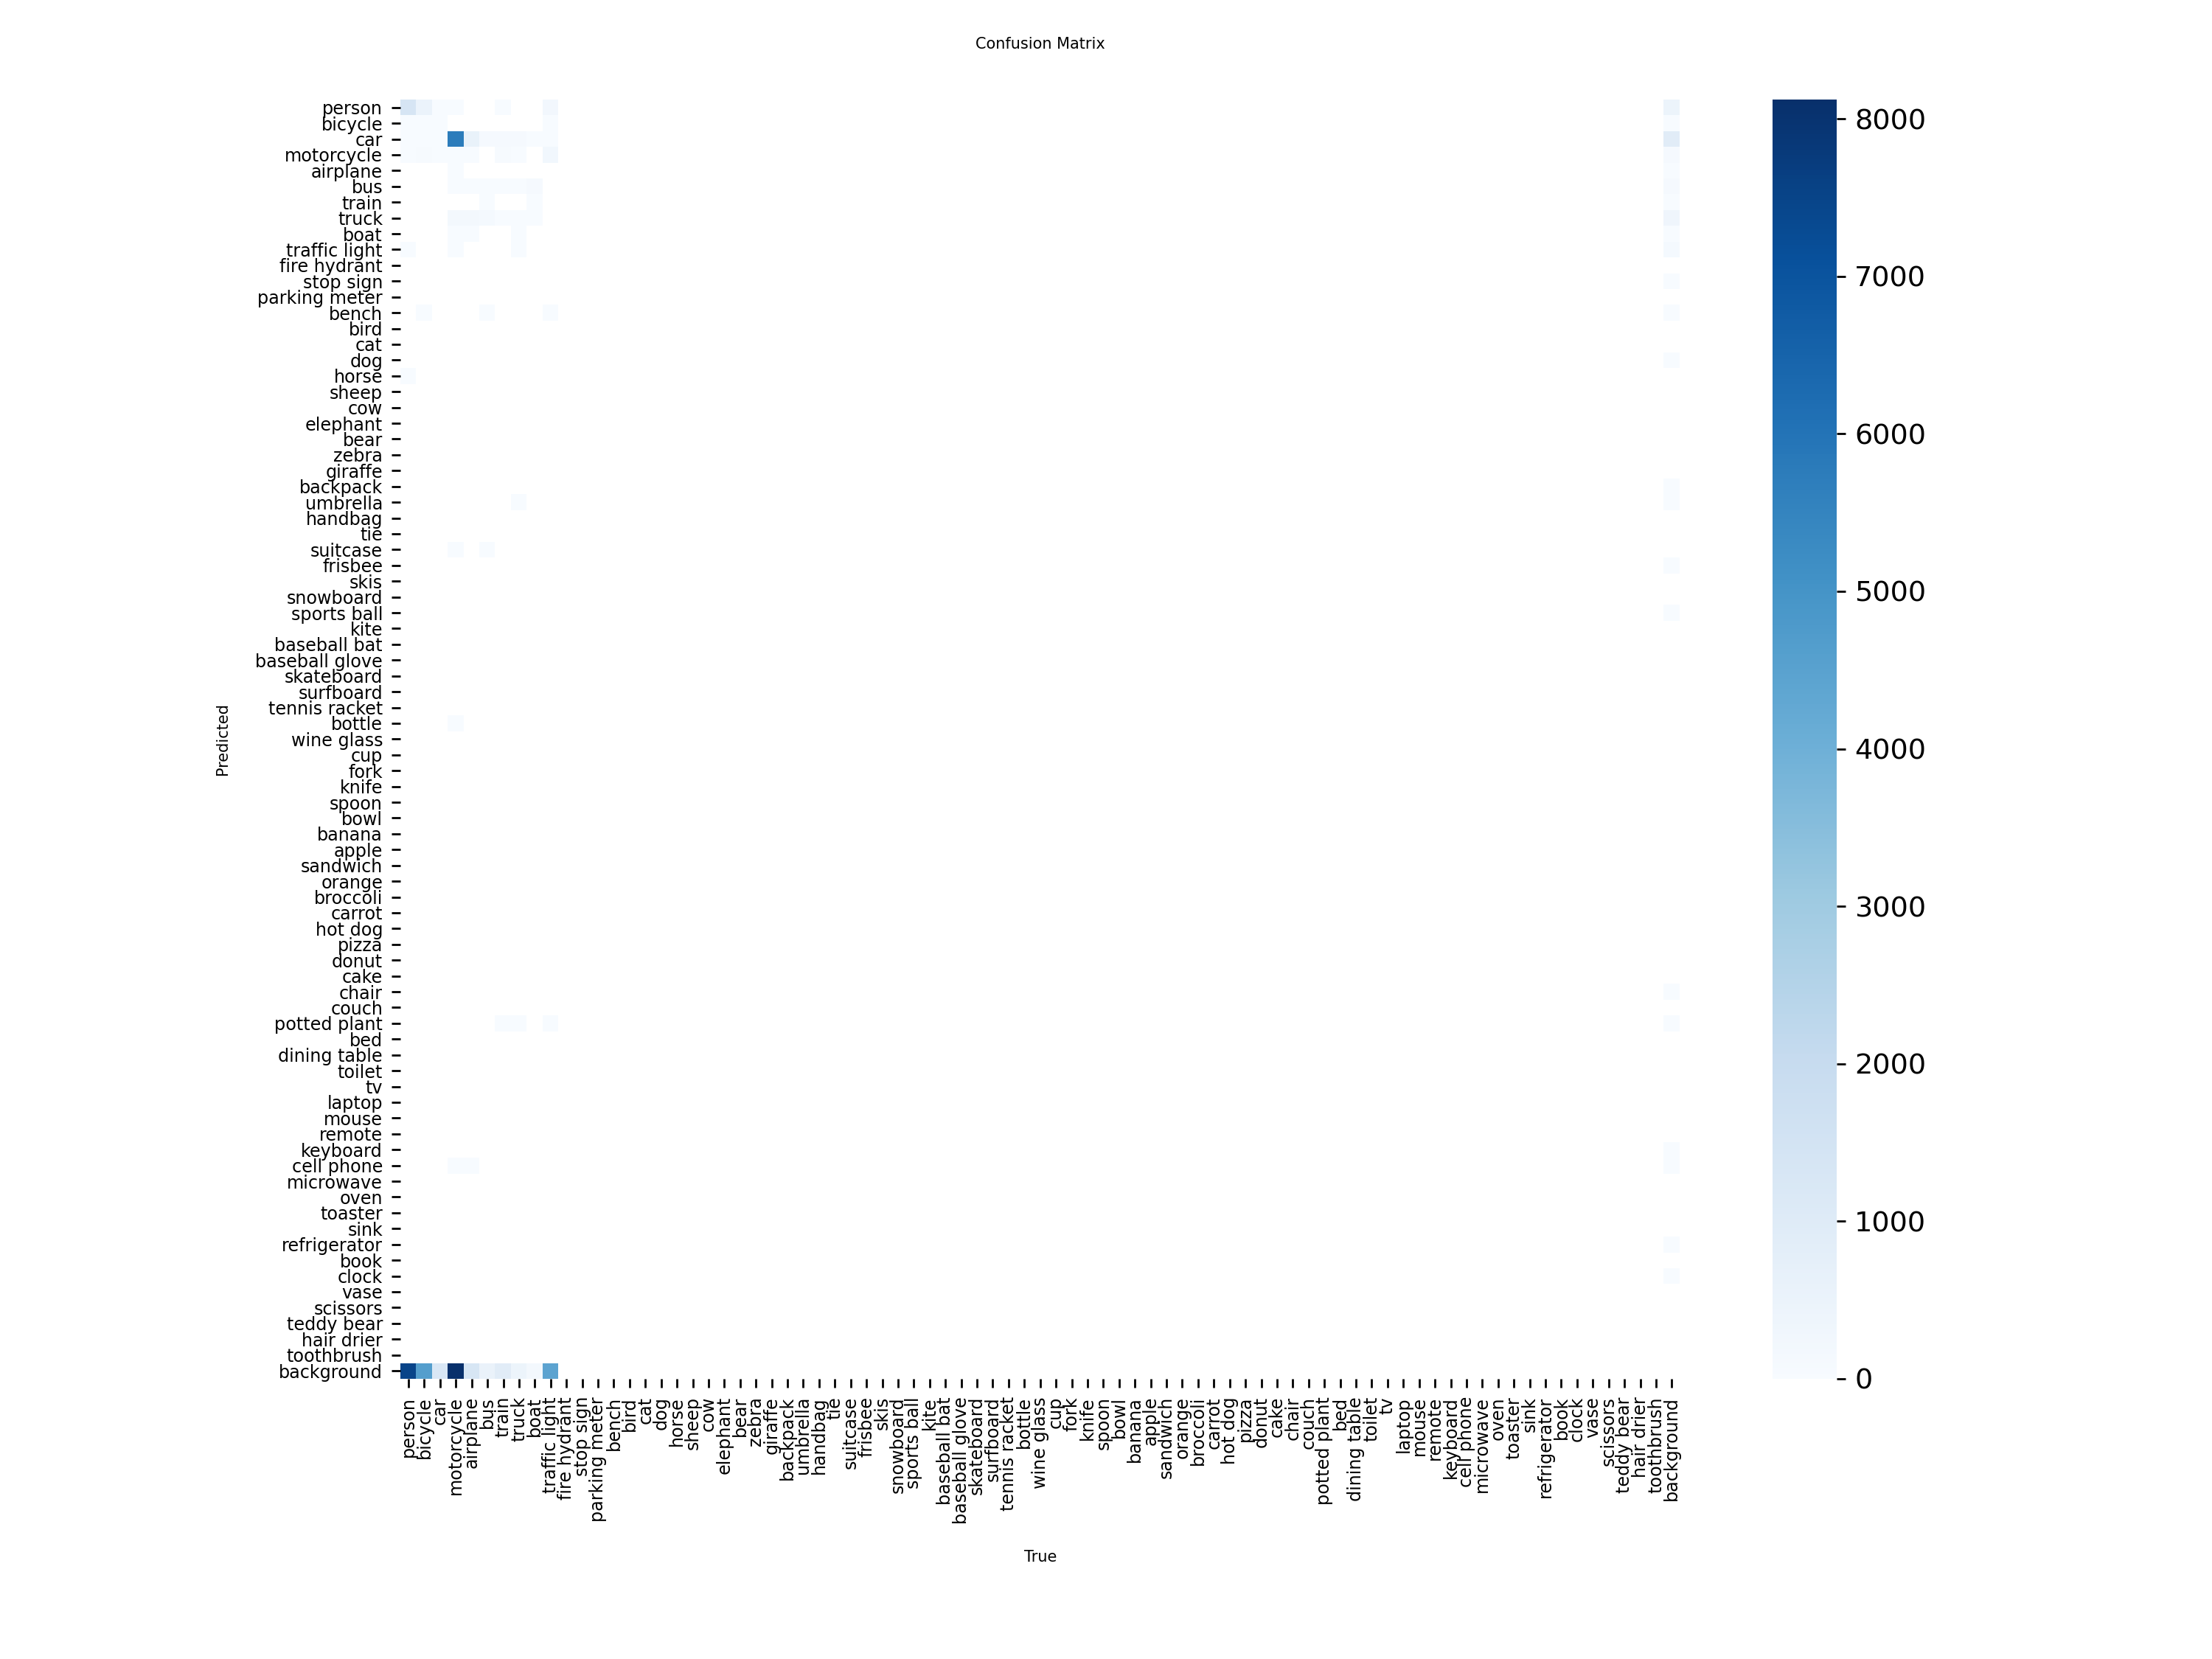 Confusion Matrix
person
bicycle
car
motorcycle
airplane
bus
train
truck
boat
traffic light
fire hydrant
stop sign
parking meter
bench
bird
cat
dog
horse
sheep
cow
elephant
bear
zebra
giraffe
backpack
umbrella
handbag
tie
suitcase
frisbee
skis
snowboard
sports ball
kite
baseball bat
baseball glove
skateboard
surfboard
tennis racket
bottle
wine glass
cup
fork
knife
spoon
bowl
banana
apple
sandwich
orange
broccoli
carrot
hot dog
pizza
donut
cake
chair
couch
potted plant
bed
dining table
toilet
tv
laptop
mouse
remote
keyboard
cell phone
microwave
oven
toaster
sink
refrigerator
book
clock
vase
scissors
teddy bear
hair drier
toothbrush
background
Predicted
person
bicycle
car
motorcycle
airplane
bus
train
truck
boat
traffic light
fire hydrant
stop sign
parking meter
bench
bird
cat
dog
horse
sheep
cow
elephant
bear
zebra
giraffe
backpack
umbrella
handbag
tie
suitcase
frisbee
skis
snowboard
sports ball
kite
baseball bat
baseball glove
skateboard
surfboard
tennis racket
bottle
wine glass
cup
fork
knife
spoon
bowl
banana
apple
sandwich
orange
broccoli
carrot
hot dog
pizza
donut
cake
chair
couch
potted plant
bed
dining table
toilet
tv
laptop
mouse
remote
keyboard
cell phone
microwave
oven
toaster
sink
refrigerator
book
clock
vase
scissors
teddy bear
hair drier
toothbrush
background
True
8000
7000
6000
5000
4000
3000
2000
1000
0